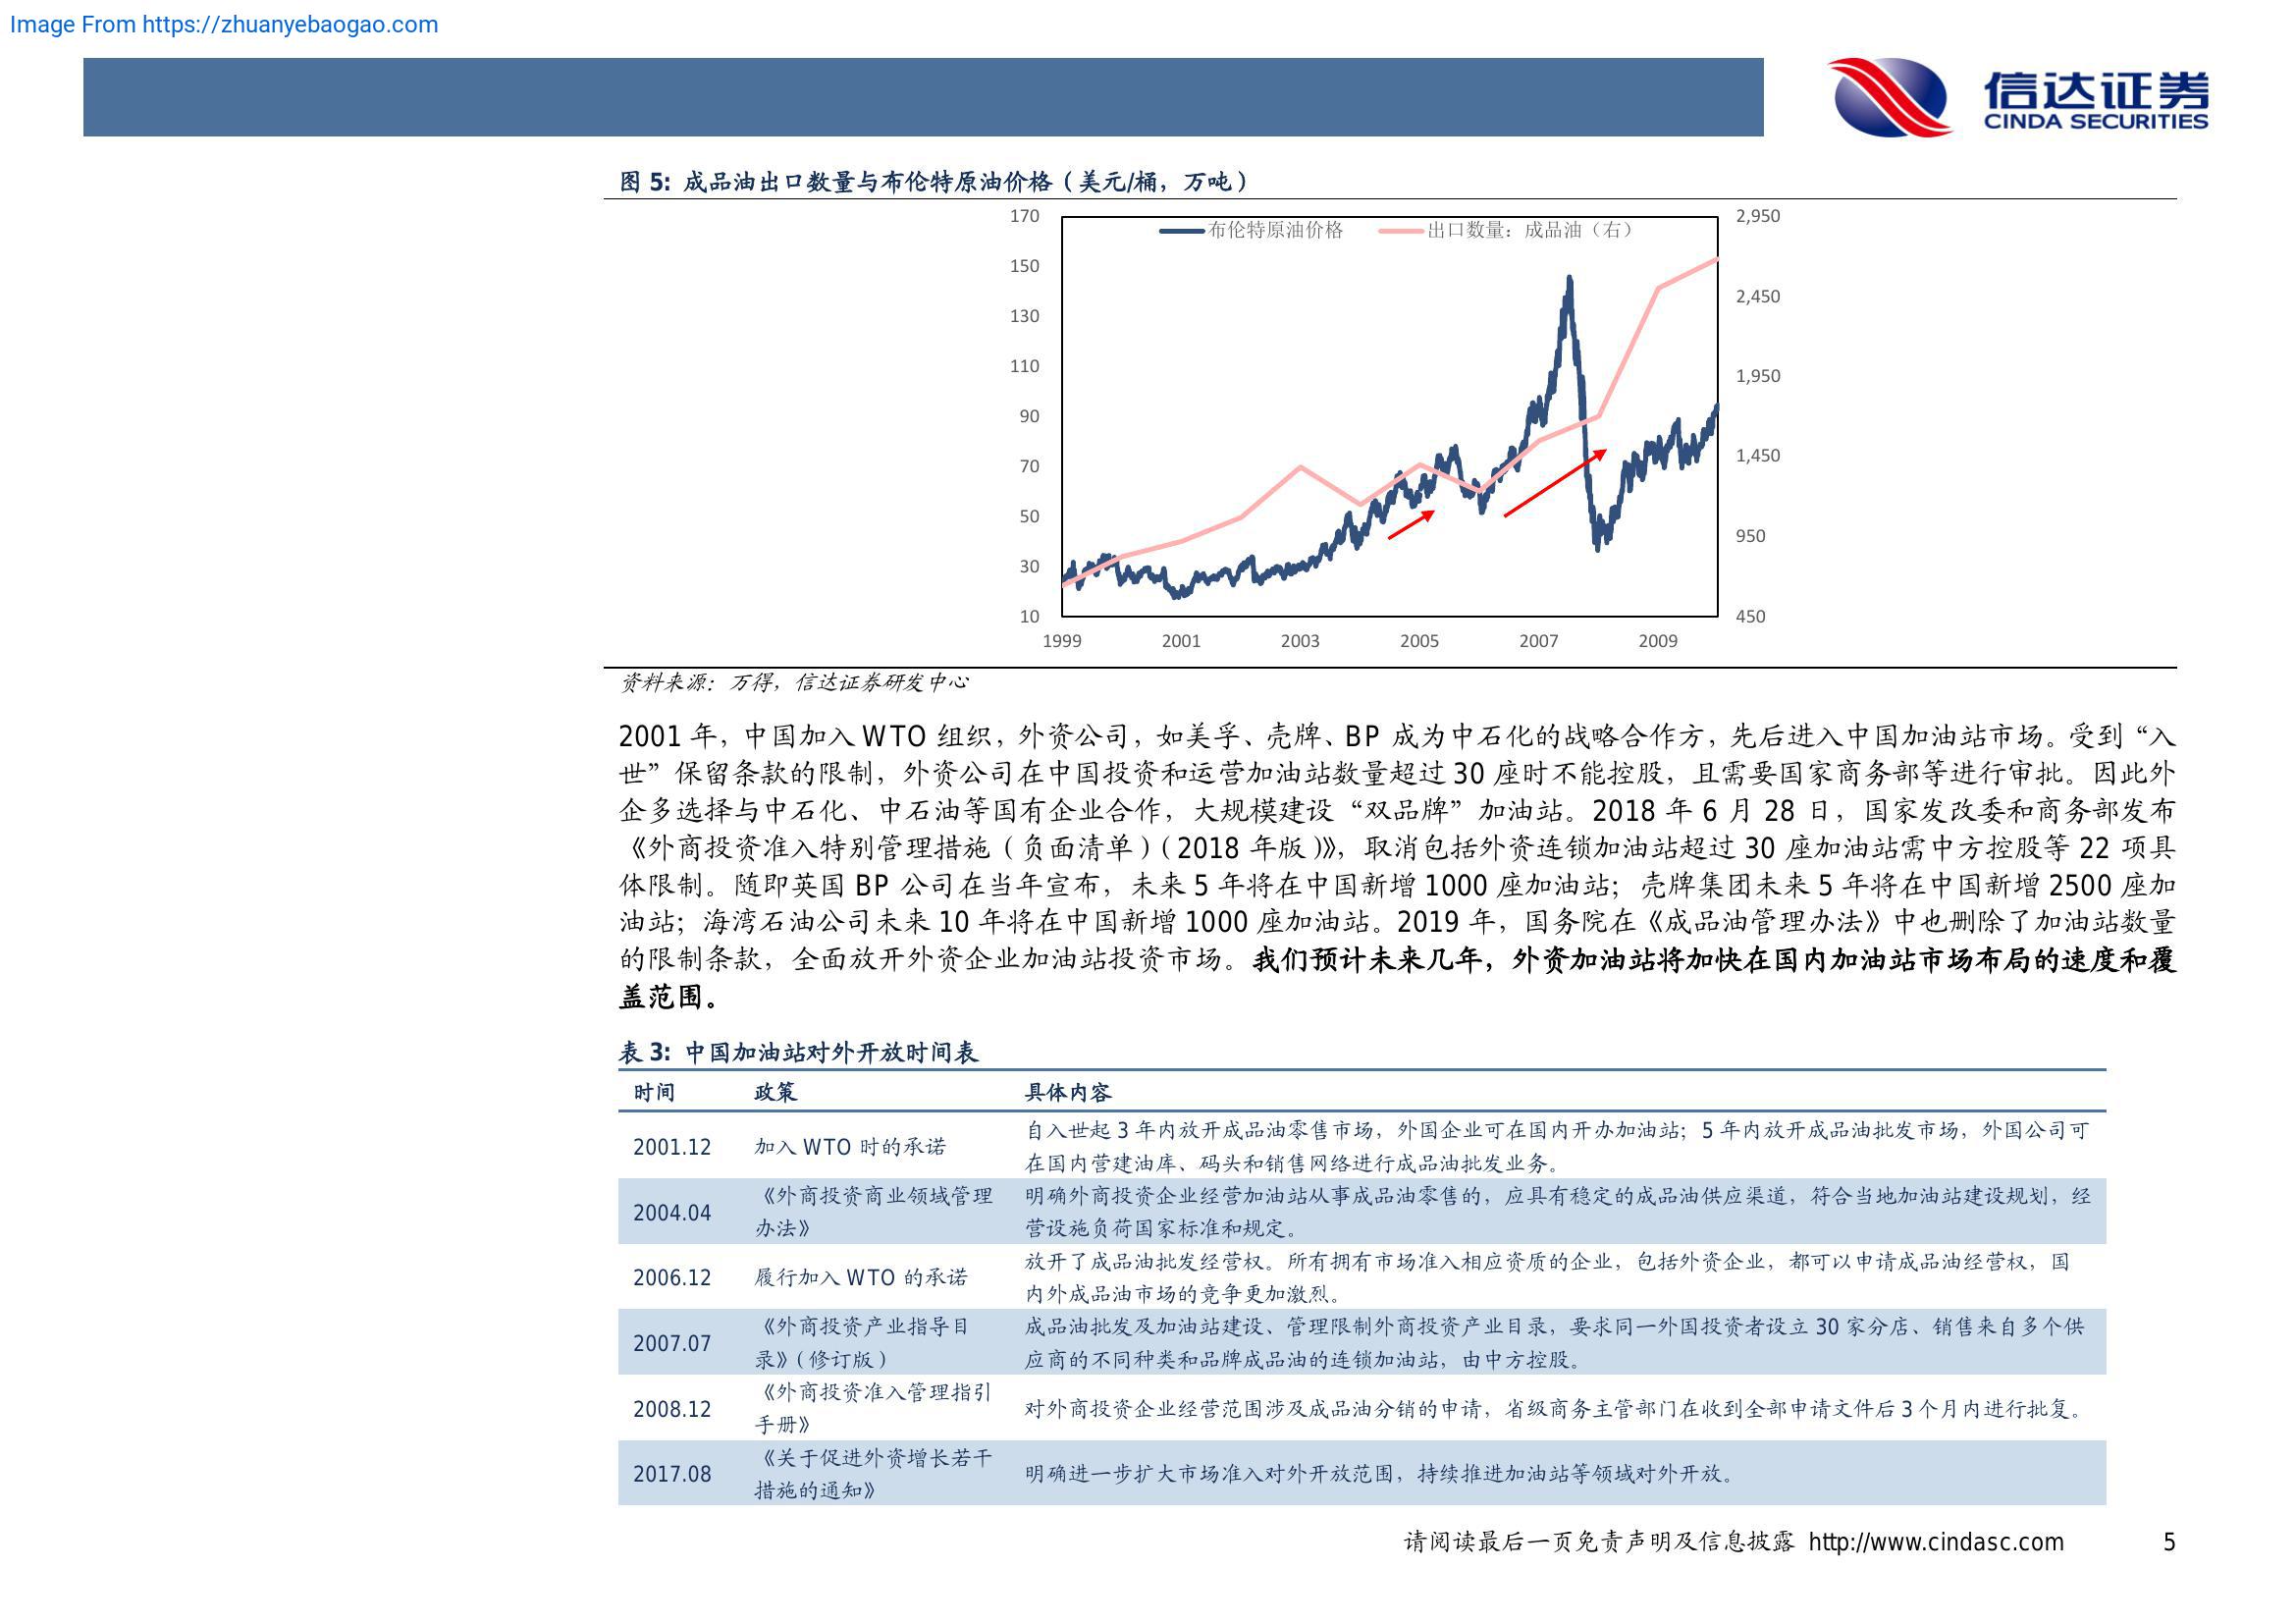 Image From https://zhuanyebaogao.com
信达证券
CINDA SECURITIES
图 5：成品油出口数量与布伦特原油价格（美元/桶，万吨）
布伦特原油价格 出口数量：成品油（右）
170 2,950
150
130 2,450
110 1,950
90
70 1,450
50 950
30
10 450
1999 2001 2003 2005 2007 2009
资料来源：万得，信达证券研发中心
2001 年，中国加入 WTO 组织，外资公司，如美孚、壳牌、BP 成为中石化的战略合作方，先后进入中国加油站市场。受到“入
世”保留条款的限制，外资公司在中国投资和运营加油站数量超过 30 座时不能控股，且需要国家商务部等进行审批。因此外
企多选择与中石化、中石油等国有企业合作，大规模建设“双品牌”加油站。2018 年 6 月 28 日，国家发改委和商务部发布
《外商投资准入特别管理措施（负面清单）（2018 年版）》，取消包括外资连锁加油站超过 30 座加油站需中方控股等 22 项具
体限制。随即英国 BP 公司在当年宣布，未来 5 年将在中国新增 1000 座加油站；壳牌集团未来 5 年将在中国新增 2500 座加
油站；海湾石油公司未来 10 年将在中国新增 1000 座加油站。2019 年，国务院在《成品油管理办法》中也删除了加油站数量
的限制条款，全面放开外资企业加油站投资市场。我们预计未来几年，外资加油站将加快在国内加油站市场布局的速度和覆
盖范围。
表 3：中国加油站对外开放时间表
时间 政策 具体内容
2001.12 加入 WTO 时的承诺 自入世起 3 年内放开成品油零售市场，外国企业可在国内开办加油站；5 年内放开成品油批发市场，外国公司可
在国内营建油库、码头和销售网络进行成品油批发业务。
2004.04 《外商投资商业领域管理 明确外商投资企业经营加油站从事成品油零售的，应具有稳定的成品油供应渠道，符合当地加油站建设规划，经
办法》 营设施负荷国家标准和规定。
2006.12 履行加入 WTO 的承诺 放开了成品油批发经营权。所有拥有市场准入相应资质的企业，包括外资企业，都可以申请成品油经营权，国
内外成品油市场的竞争更加激烈。
2007.07 《外商投资产业指导目 成品油批发及加油站建设、管理限制外商投资产业目录，要求同一外国投资者设立 30 家分店、销售来自多个供
录》（修订版） 应商的不同种类和品牌成品油的连锁加油站，由中方控股。
2008.12 《外商投资准入管理指引 对外商投资企业经营范围涉及成品油分销的申请，省级商务主管部门在收到全部申请文件后 3 个月内进行批复。
手册》
2017.08 《关于促进外资增长若干 明确进一步扩大市场准入对外开放范围，持续推进加油站等领域对外开放。
措施的通知》
请阅读最后一页免责声明及信息披露 http://www.cindasc.com 5